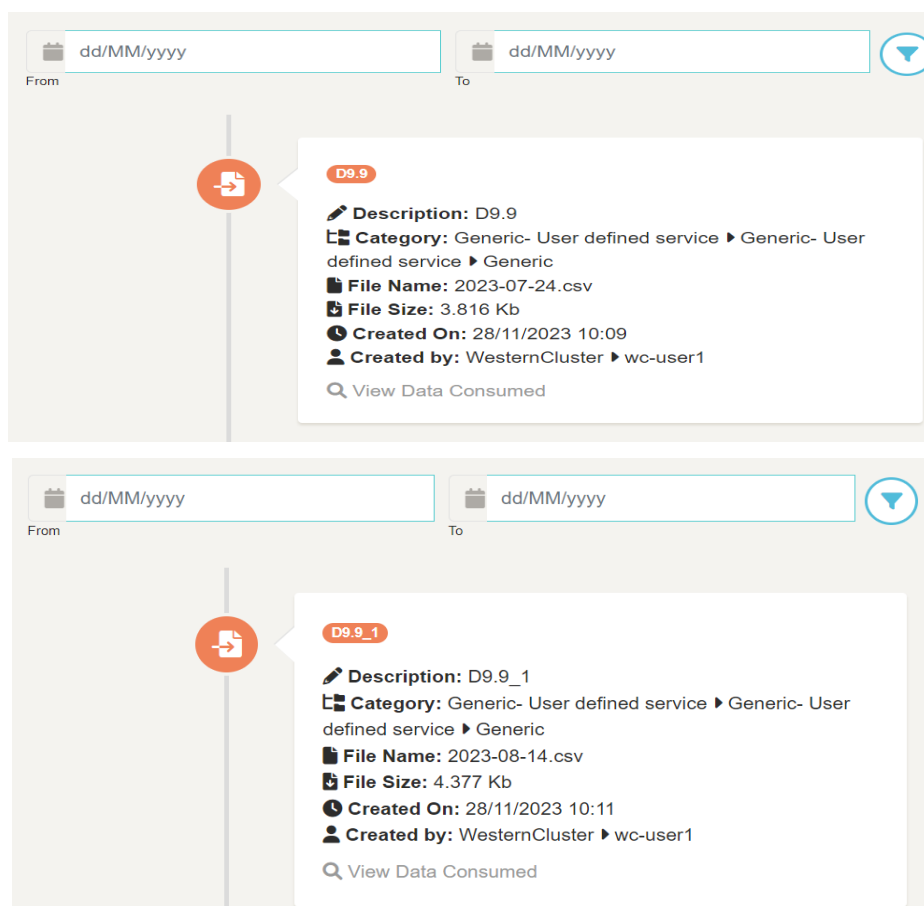 dd/MM/yyyy dd/MM/yyyy
From To
D9.9
Description: D9.9
Category: Generic- User defined service Generic- User
defined service Generic
File Name: 2023-07-24.csv
File Size: 3.816 Kb
Created On: 28/11/2023 10:09
Created by: WesternCluster wc-user1
View Data Consumed
dd/MM/yyyy dd/MM/yyyy
From To
D9.9_1
Description: D9.9_1
Category: Generic- User defined service Generic- User
defined service Generic
File Name: 2023-08-14.csv
File Size: 4.377 Kb
Created On: 28/11/2023 10:11
Created by: WesternCluster wc-user1
View Data Consumed